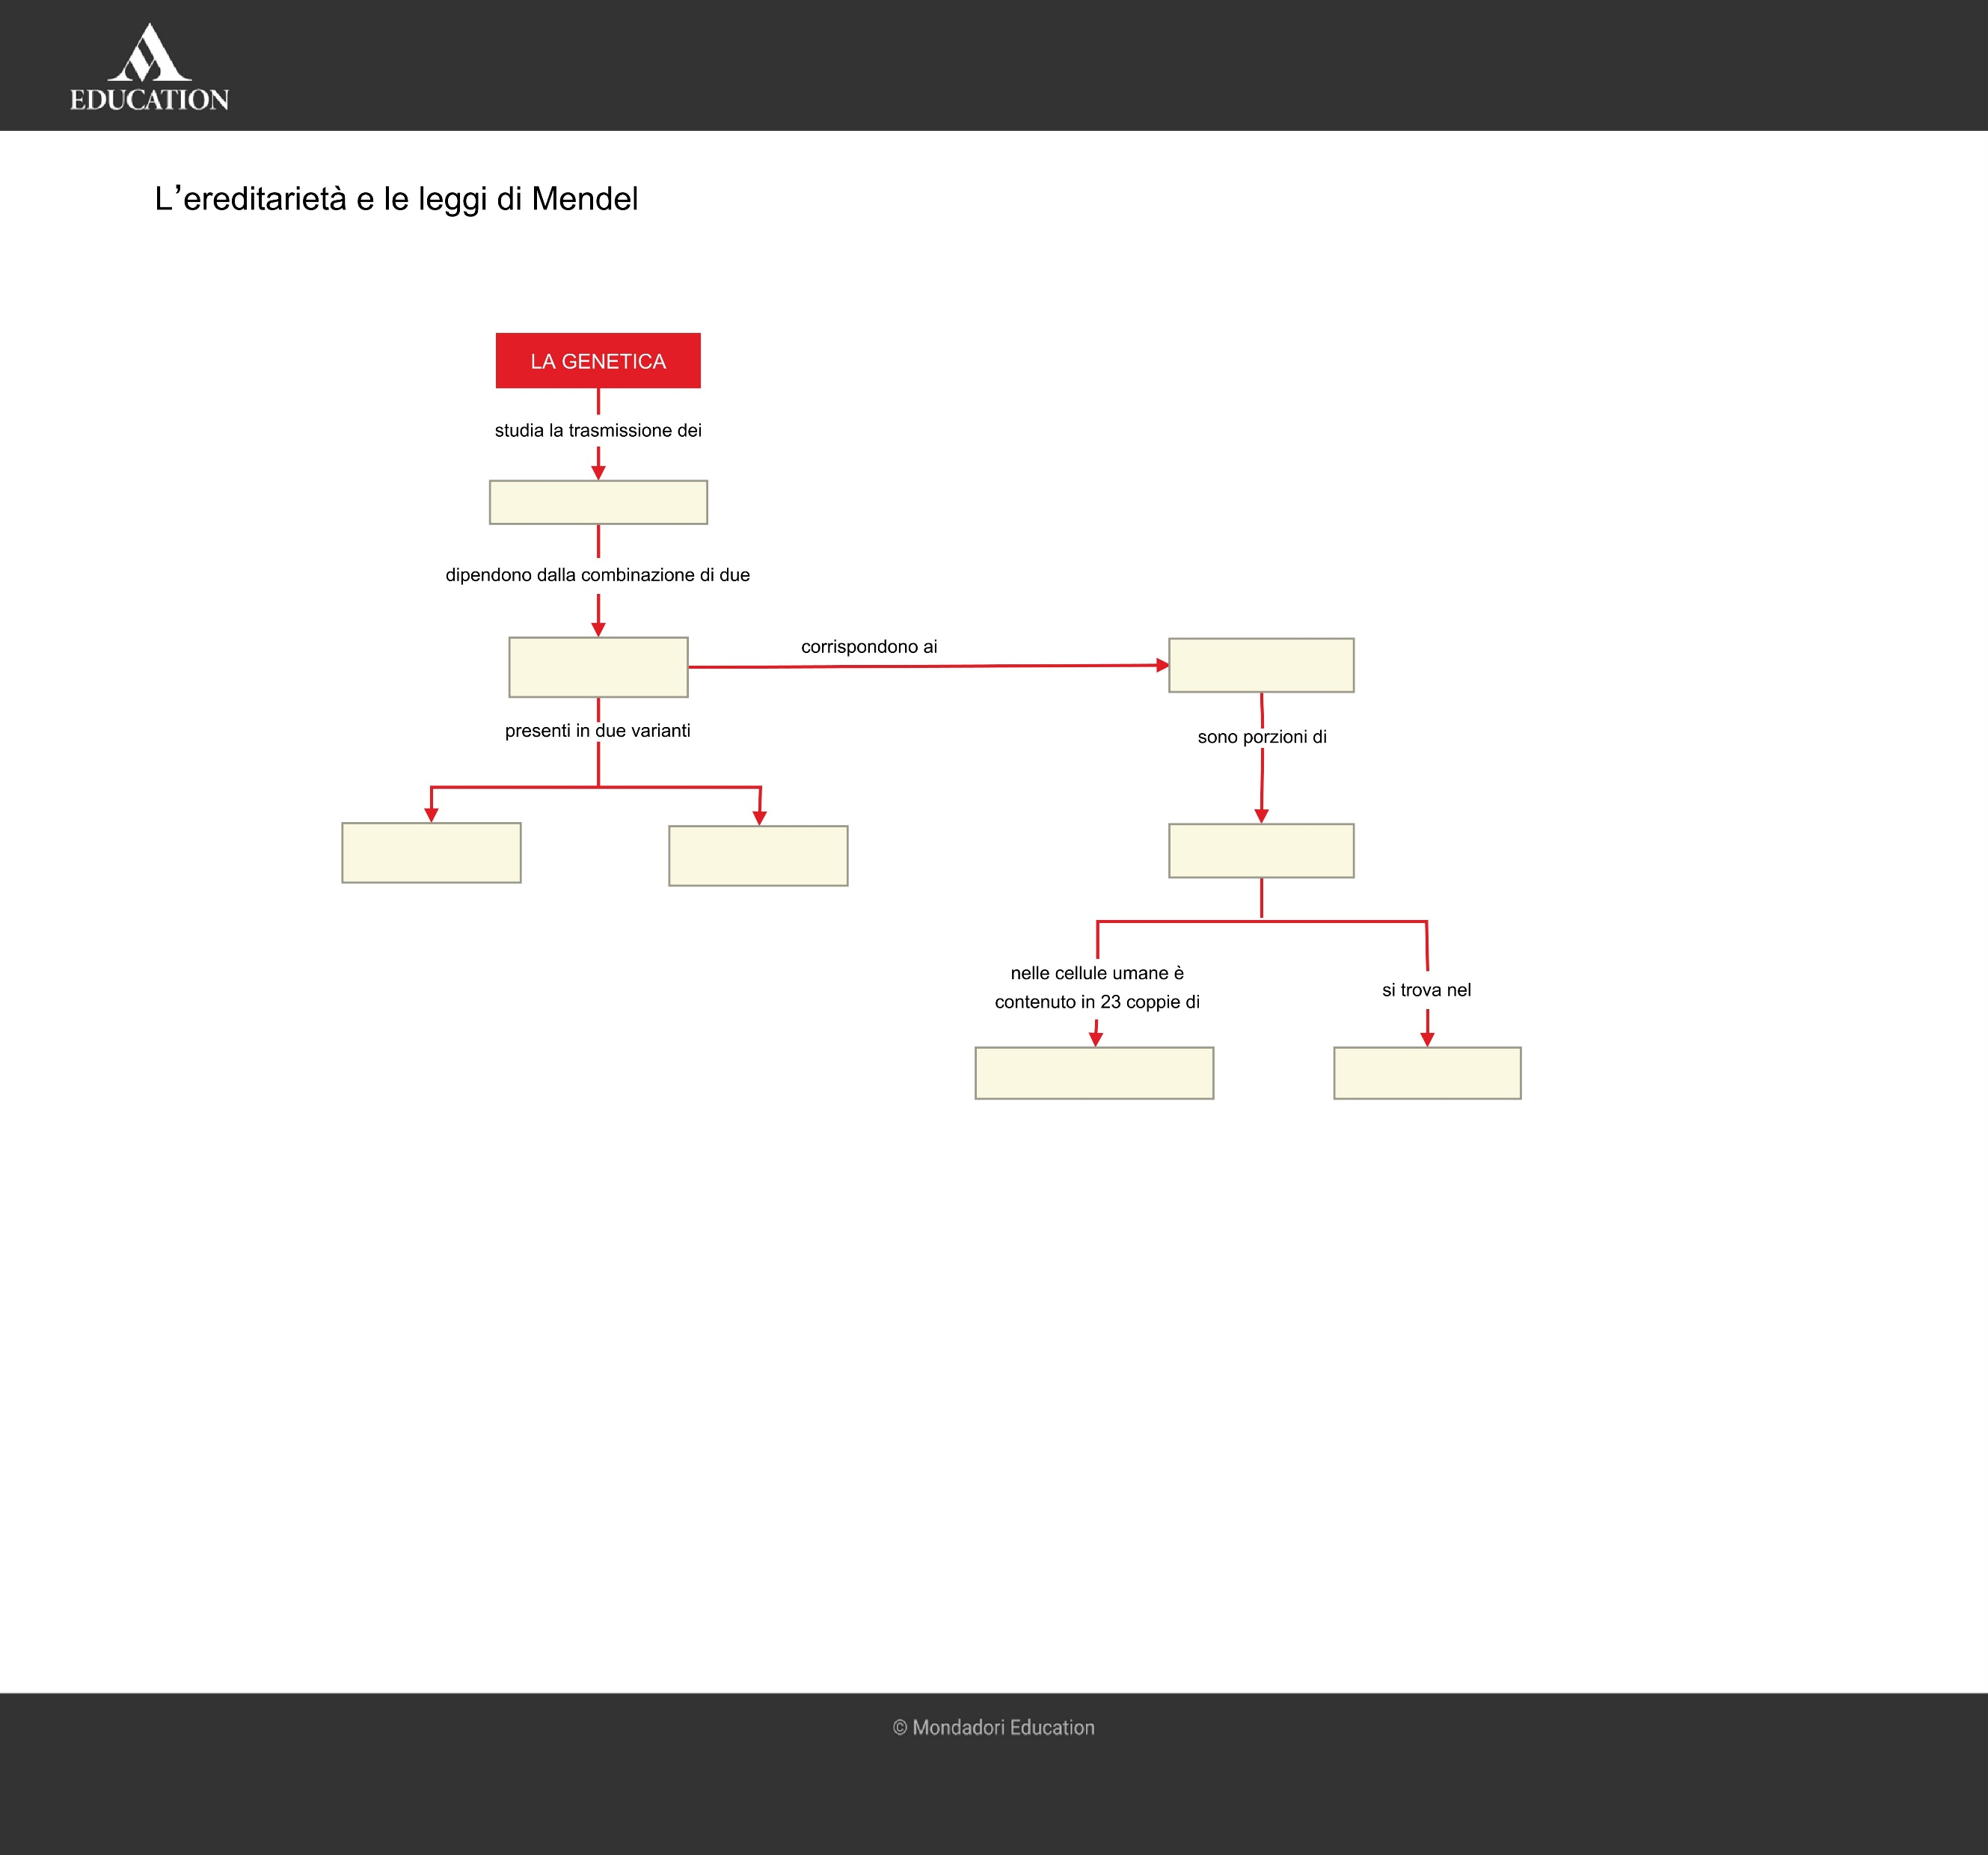 EDUCATION
L’ereditarietà e le leggi di Mendel
LA GENETICA
studia la trasmissione dei
dipendono dalla combinazione di due
corrispondono ai
presenti in due varianti
sono porzioni di
nelle cellule umane è
contenuto in 23 coppie di
si trova nel
© Mondadori Education